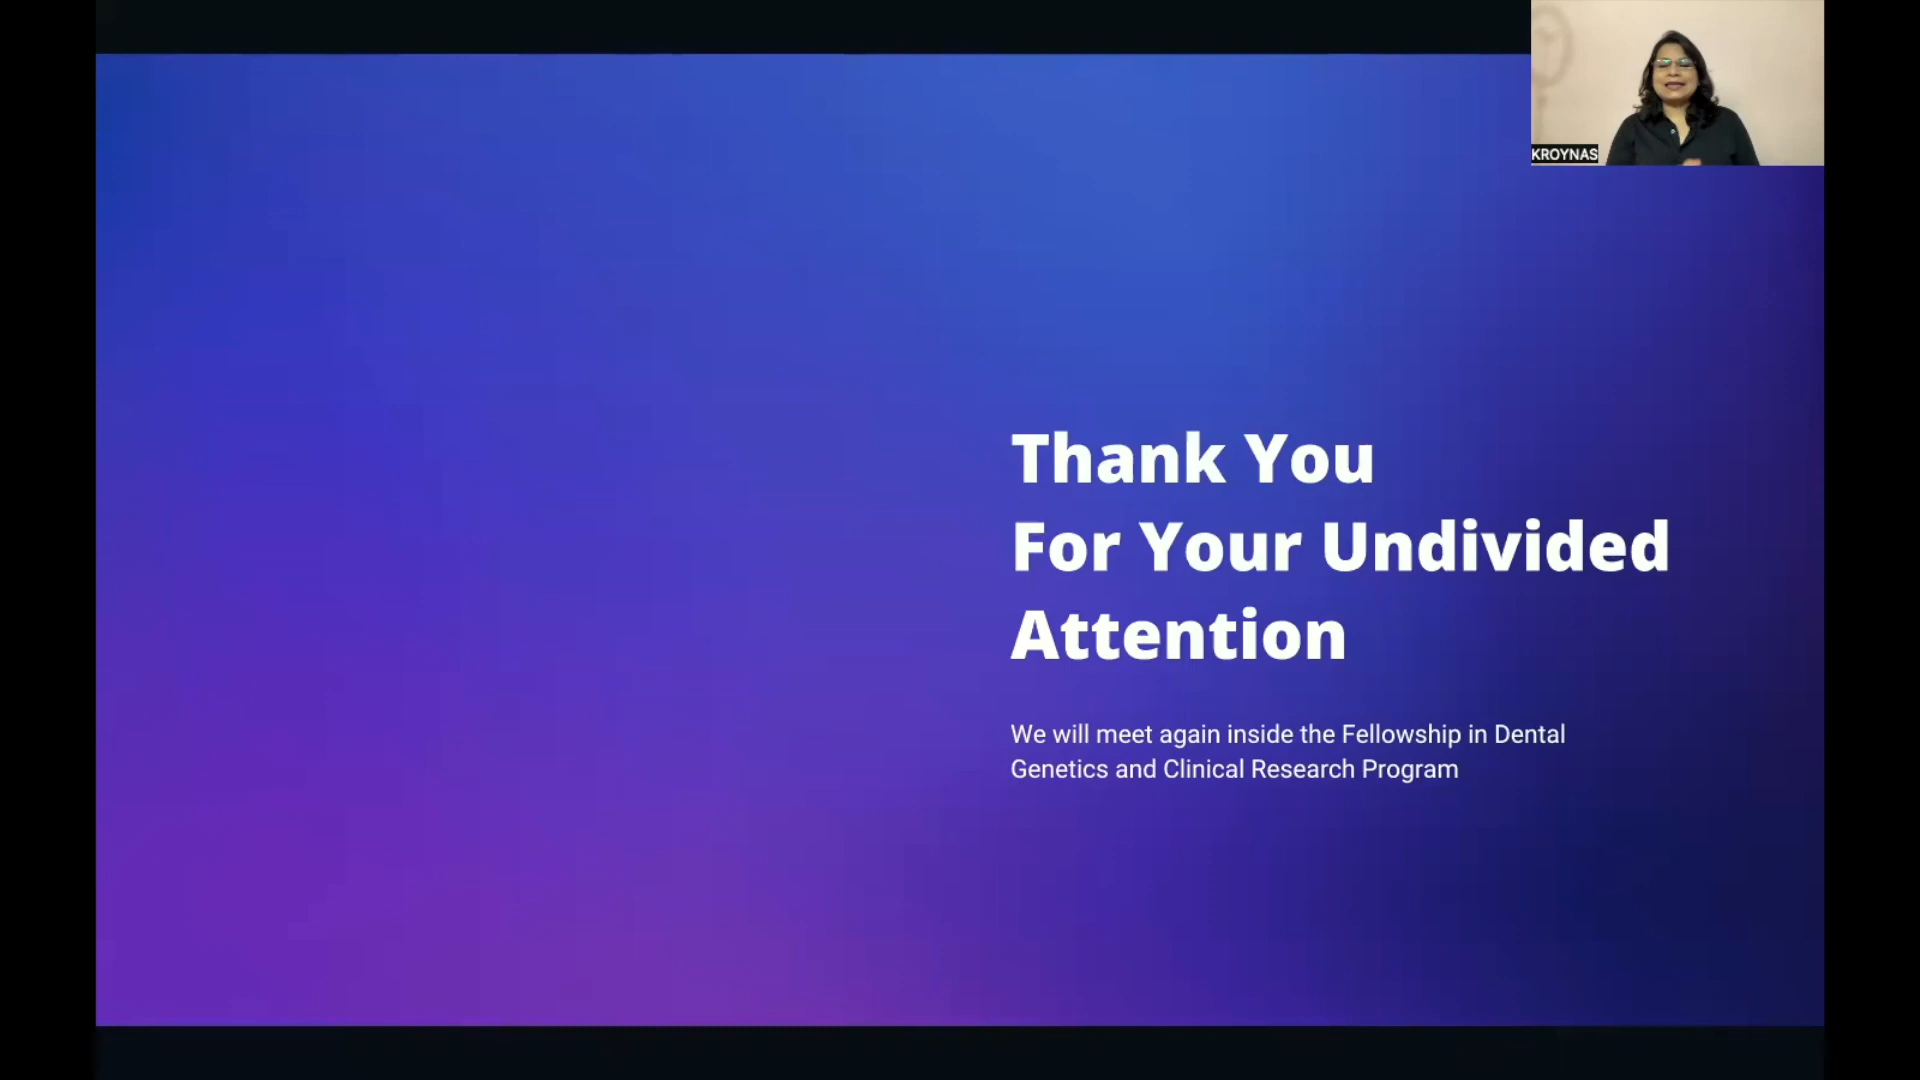 KROYNAS
Thank You
For Your Undivided
Attention
We will meet again inside the Fellowship in Dental
Genetics and Clinical Research Program